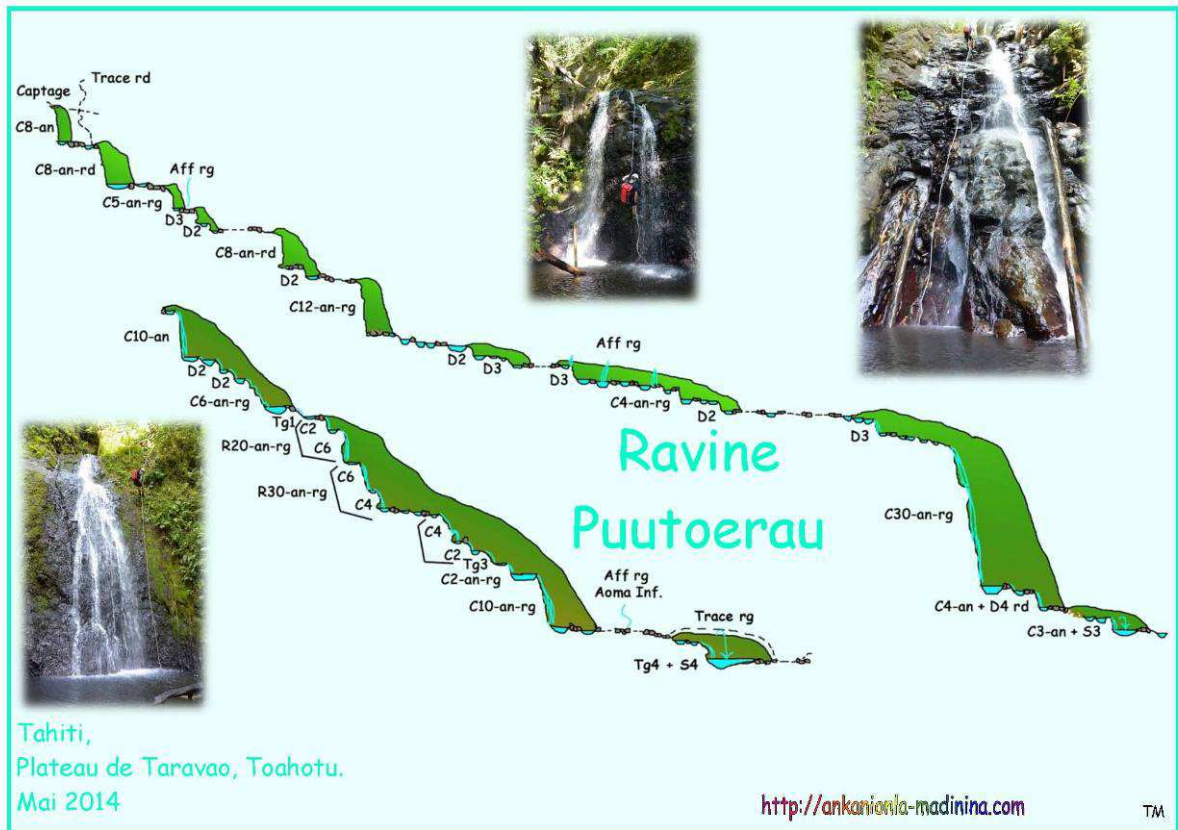 Trace rd
Captage
C8-an
C8-an-rd
Aff rg
C5-an-rg
D3
D2
C8-an-rd
D2
C12-an-rg
D2
D3
Aff rg
D3
C4-an-rg
D2
D3
C30-an-rg
C4-an + D4 rd
C3-an + S3
C10-an
D2
D2
C6-an-rg
Tg1
C2
R20-an-rg
C6
C6
R30-an-rg
C4
C4
C2
Tg3
C2-an-rg
C10-an-rg
Aff rg
Aoma Inf.
Trace rg
Tg4 + S4
Ravine
Puutoerau
Tahiti,
Plateau de Taravao, Toahotu.
Mai 2014
http://ankanionla-madinina.com
TM